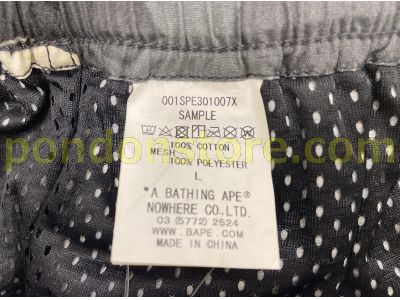 001SPE301007X
SAMPLE
100% COTTON
MESH
100% POLYESTER
L
"A BATHING APE"
NOWHERE CO.,LTD.
03(5772)2524
WWW.BAPE.COM
MADE IN CHINA
pondonstore.com